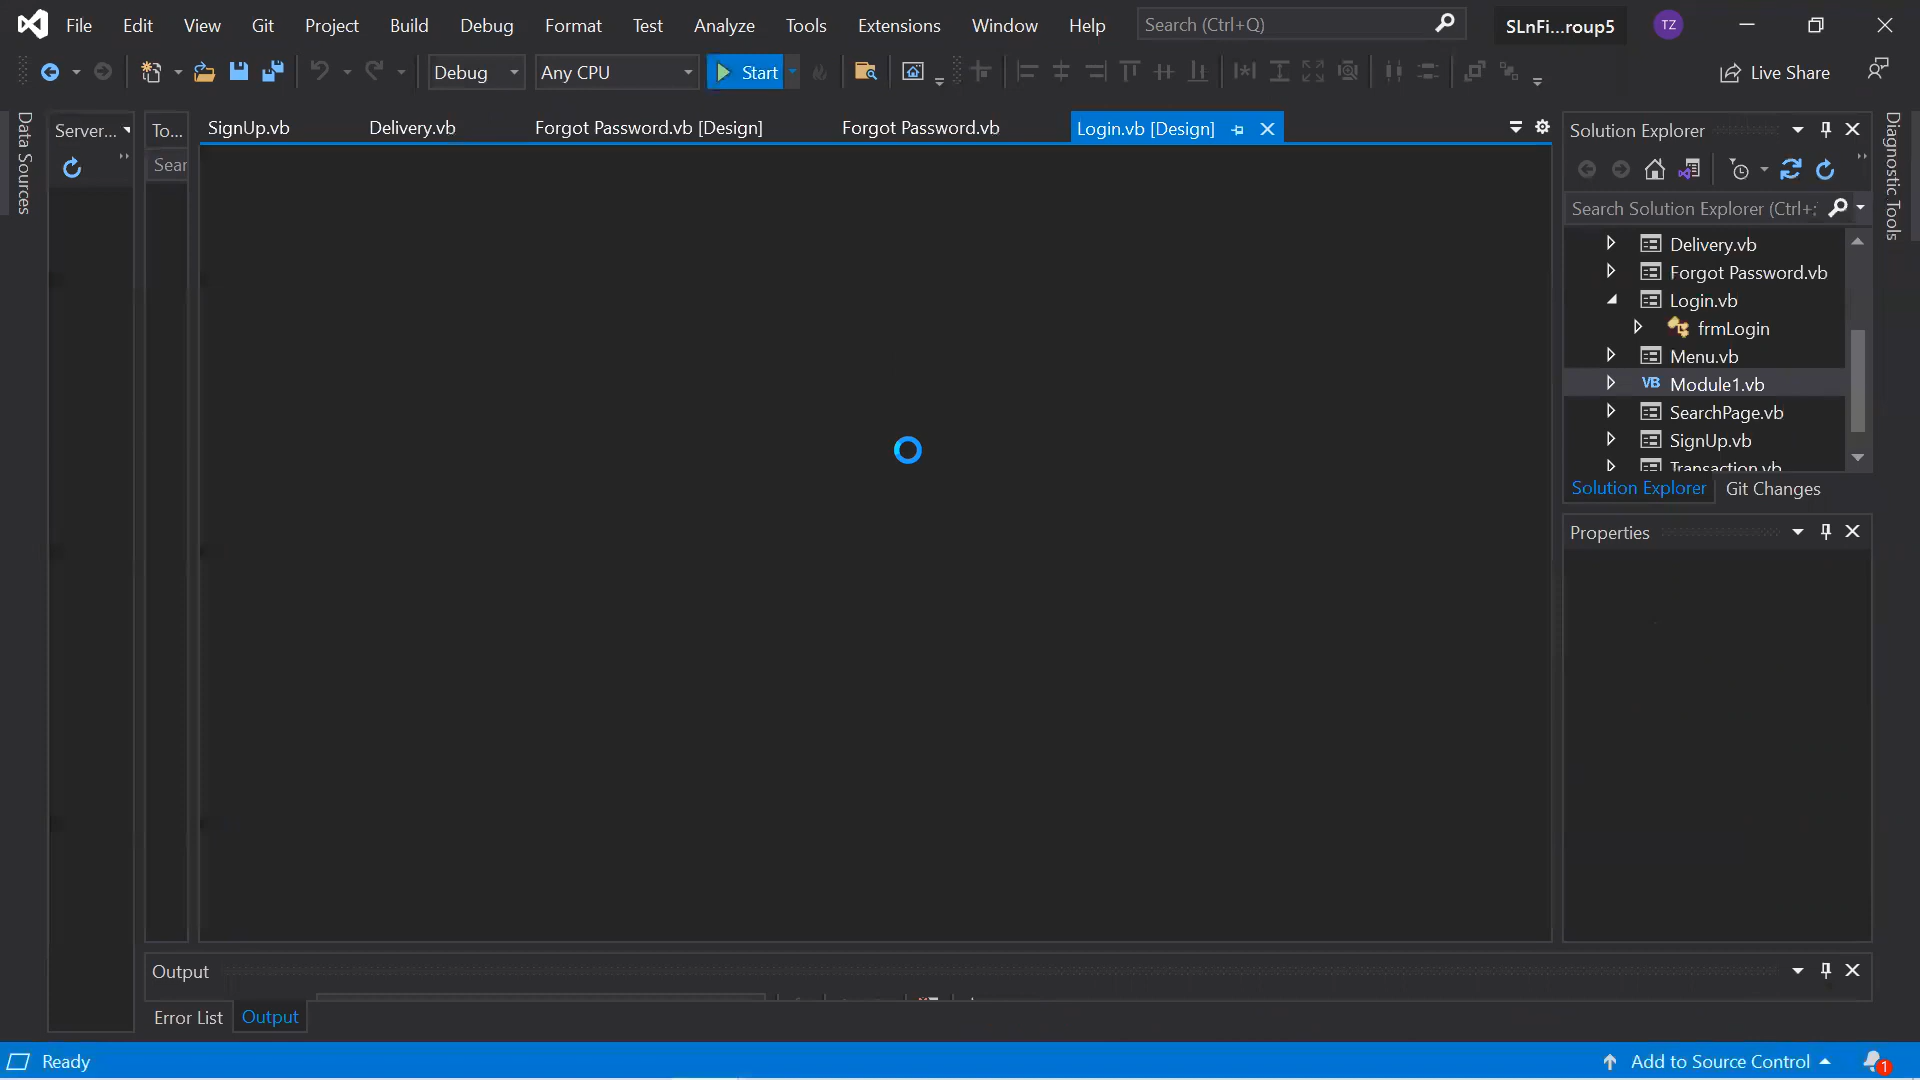 File Edit View Git Project Build Debug Format Test Analyze Tools Extensions Window Help Search (Ctrl+Q) SLnFi...roup5 TZ
Debug Any CPU Start Live Share
Data Sources
Server...
To...
Sear
SignUp.vb Delivery.vb Forgot Password.vb [Design] Forgot Password.vb Login.vb [Design]
Solution Explorer
Search Solution Explorer (Ctrl+;
Delivery.vb
Forgot Password.vb
Login.vb
frmLogin
Menu.vb
VB Module1.vb
SearchPage.vb
SignUp.vb
Transaction.vb
Solution Explorer Git Changes
Properties
Diagnostic Tools
Output
Error List Output
Ready Add to Source Control 1